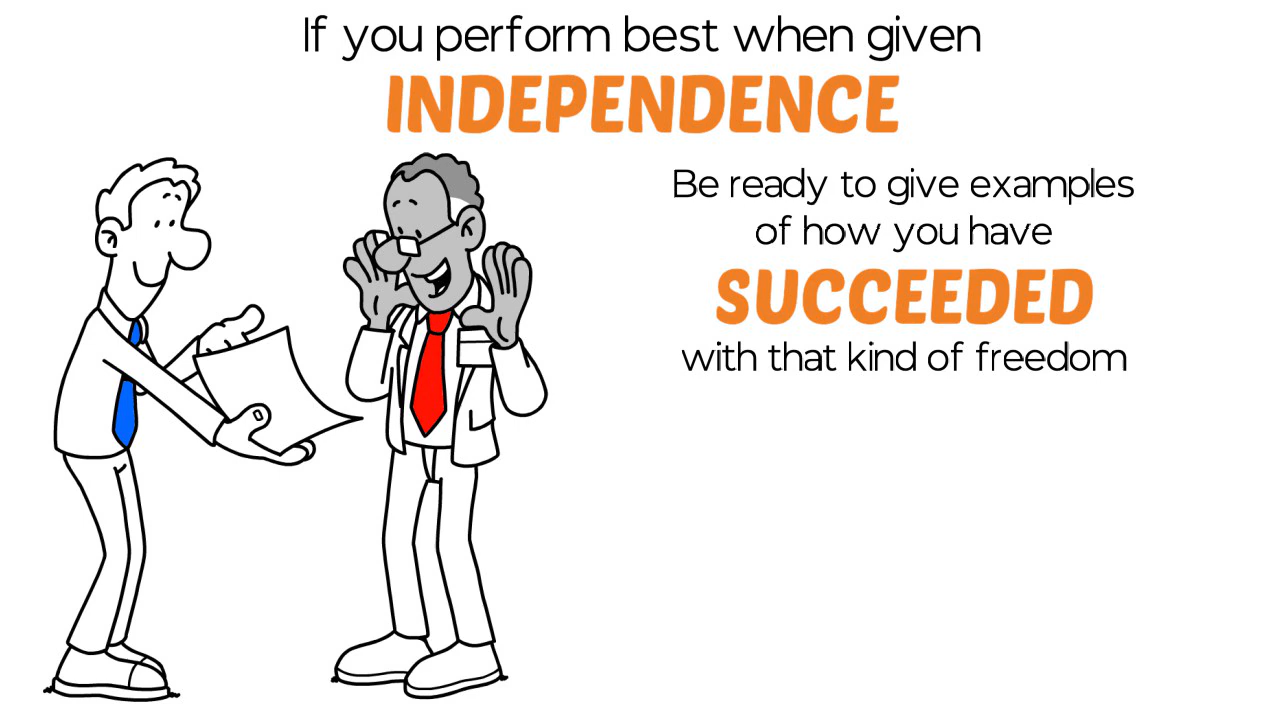 If you perform best when given
INDEPENDENCE
Be ready to give examples
of how you have
SUCCEEDED
with that kind of freedom